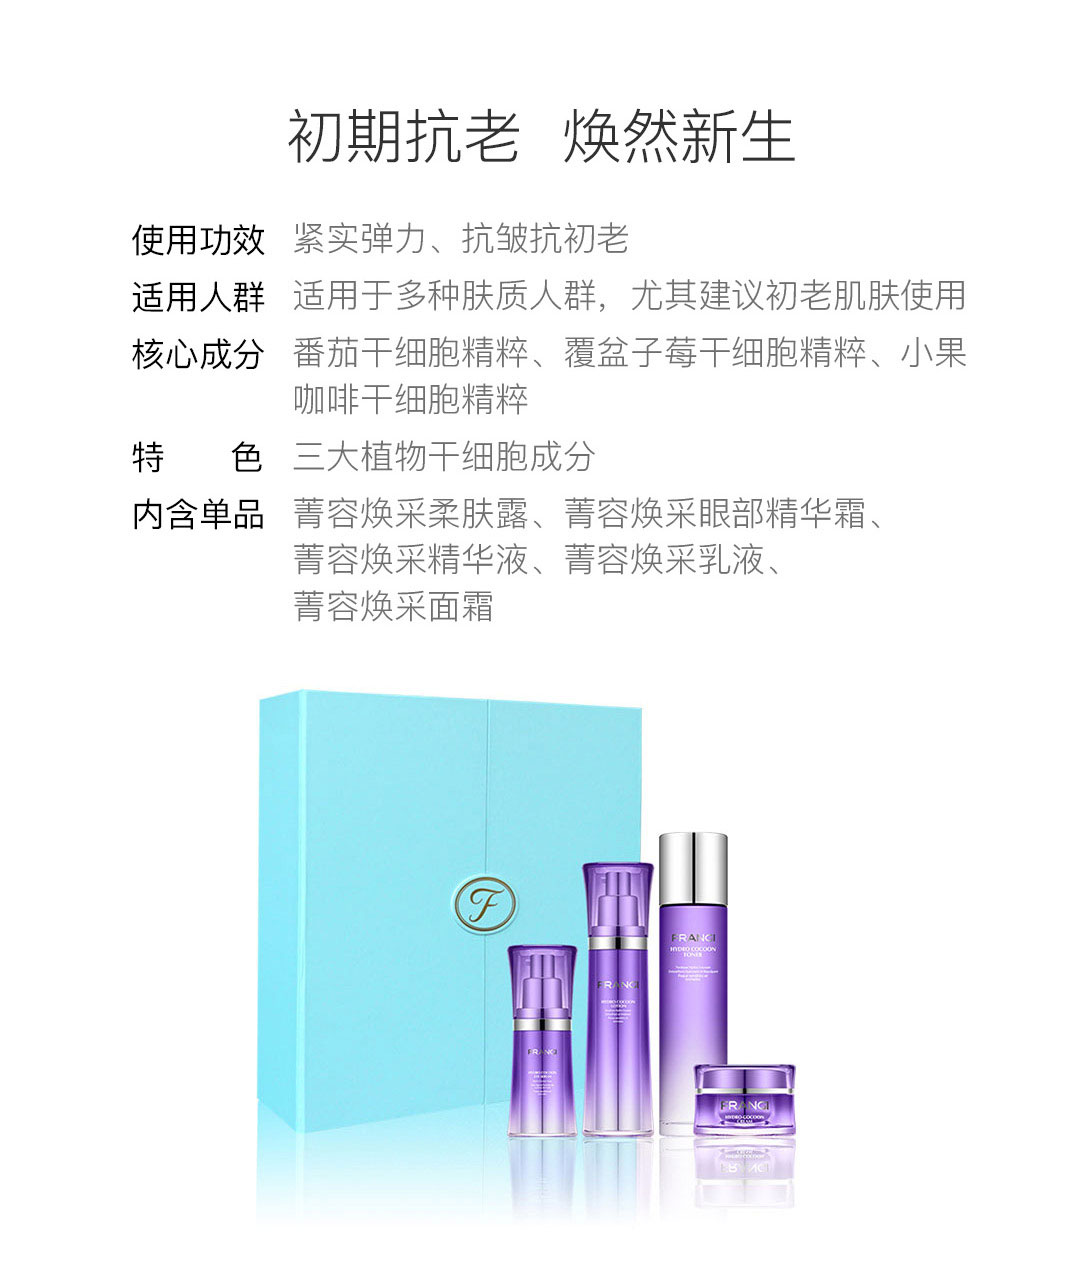 初期抗老 焕然新生
使用功效 紧实弹力、抗皱抗初老
适用人群 适用于多种肤质人群，尤其建议初老肌肤使用
核心成分 番茄干细胞精粹、覆盆子莓干细胞精粹、小果
咖啡干细胞精粹
特 色 三大植物干细胞成分
内含单品 菁容焕采柔肤露、菁容焕采眼部精华霜、
菁容焕采精华液、菁容焕采乳液、
菁容焕采面霜
F
FRANCI
HYDRO COCOON
TONER
FRANCI
HYDRO COCOON
LOTION
FRANCI
FRANCI
HYDRO COCOON
CREAM